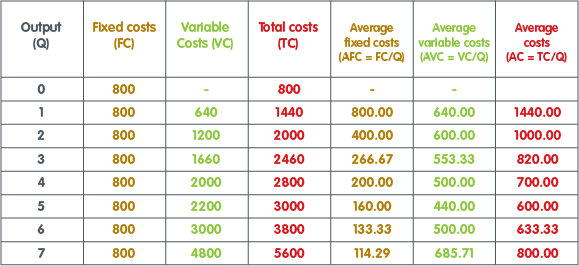 Output (Q) Fixed costs (FC) Variable Costs (VC) Total costs (TC) Average fixed costs (AFC = FC/Q) Average variable costs (AVC = VC/Q) Average costs (AC = TC/Q)
0 800 - 800 - -
1 800 640 1440 800.00 640.00 1440.00
2 800 1200 2000 400.00 600.00 1000.00
3 800 1660 2460 266.67 553.33 820.00
4 800 2000 2800 200.00 500.00 700.00
5 800 2200 3000 160.00 440.00 600.00
6 800 3000 3800 133.33 500.00 633.33
7 800 4800 5600 114.29 685.71 800.00